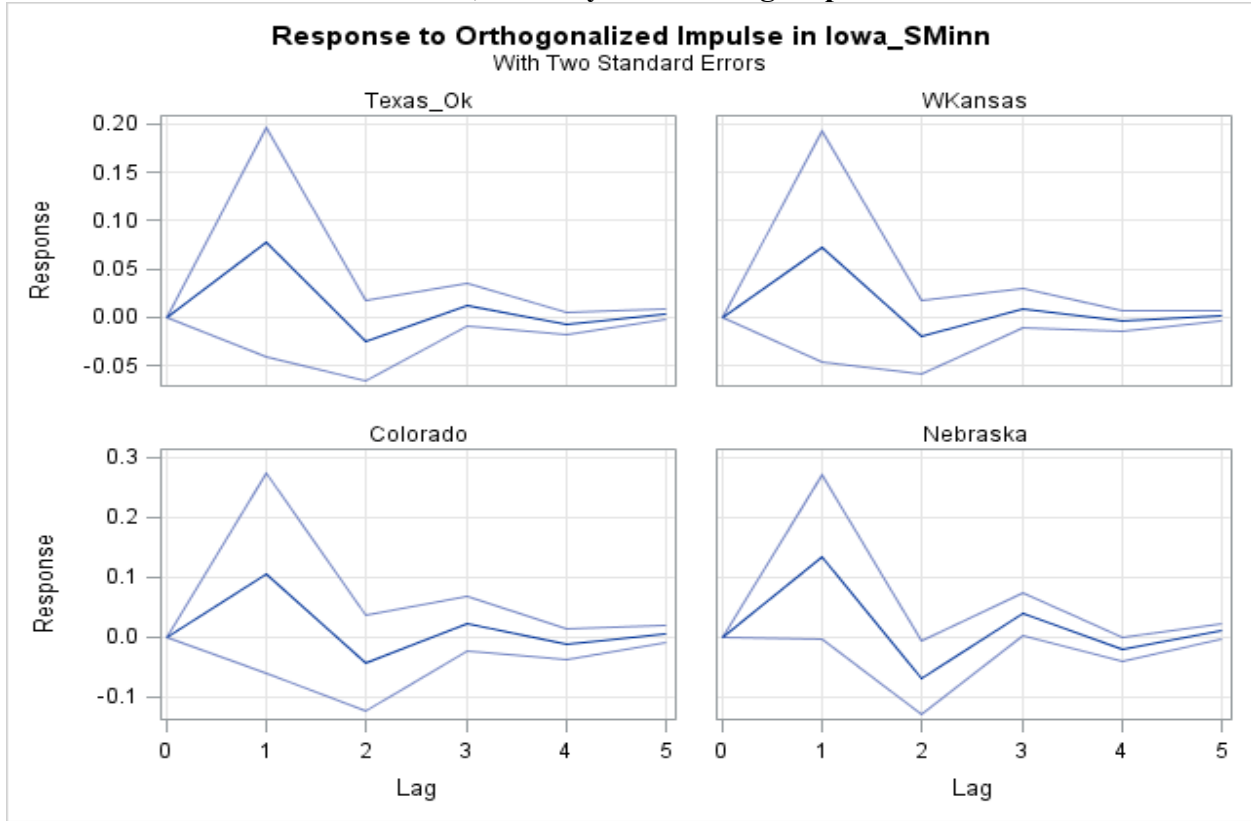 Response to Orthogonalized Impulse in Iowa_SMinn
With Two Standard Errors
Texas_Ok
WKansas
0.20
0.15
0.10
0.05
0.00
-0.05
Response
Colorado
Nebraska
0.3
0.2
0.1
0.0
-0.1
Response
0 1 2 3 4 5
0 1 2 3 4 5
Lag
Lag